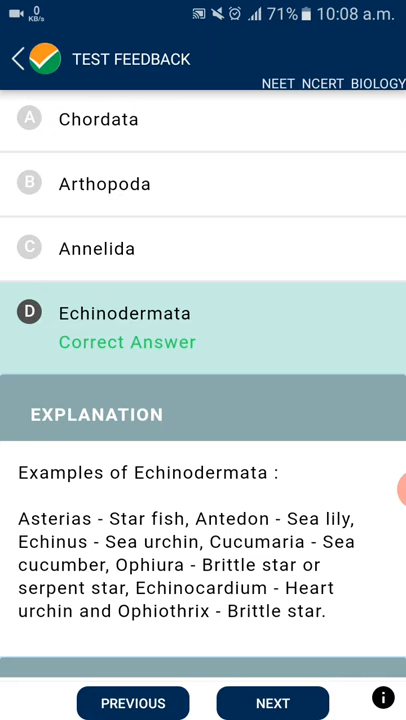 0
KB/s
71% 10:08 a.m.
TEST FEEDBACK
NEET NCERT BIOLOGY
A Chordata
B Arthopoda
C Annelida
D Echinodermata
Correct Answer
EXPLANATION
Examples of Echinodermata :
Asterias - Star fish, Antedon - Sea lily,
Echinus - Sea urchin, Cucumaria - Sea
cucumber, Ophiura - Brittle star or
serpent star, Echinocardium - Heart
urchin and Ophiothrix - Brittle star.
PREVIOUS NEXT i